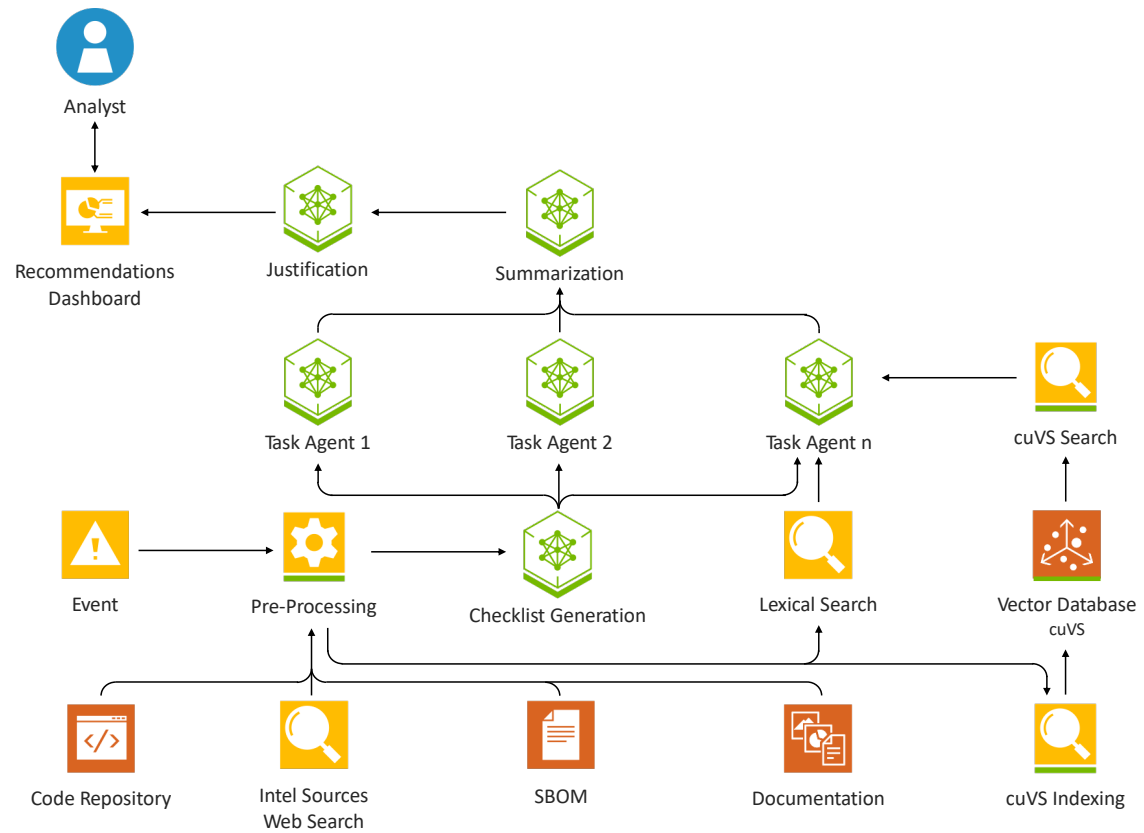 Analyst
Recommendations
Dashboard
Justification
Summarization
Task Agent 1
Task Agent 2
Task Agent n
cuVS Search
Event
Pre-Processing
Checklist Generation
Lexical Search
Vector Database
cuVS
Code Repository
Intel Sources
Web Search
SBOM
Documentation
cuVS Indexing